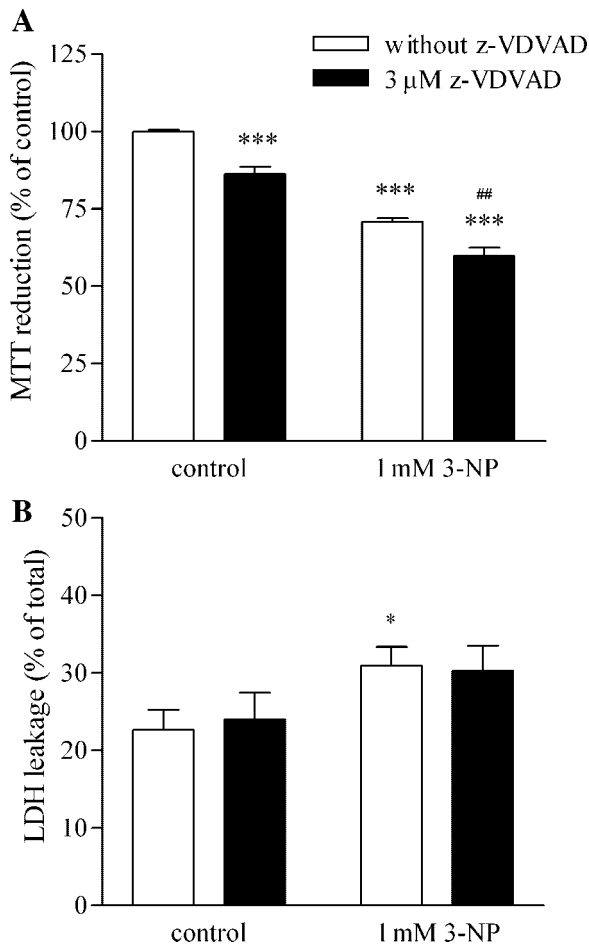 A
without z-VDVAD
3 μM z-VDVAD
MTT reduction (% of control)
125
100
75
50
25
0
***
***
##
***
control
1 mM 3-NP
B
LDH leakage (% of total)
50
40
30
20
10
0
*
control
1 mM 3-NP